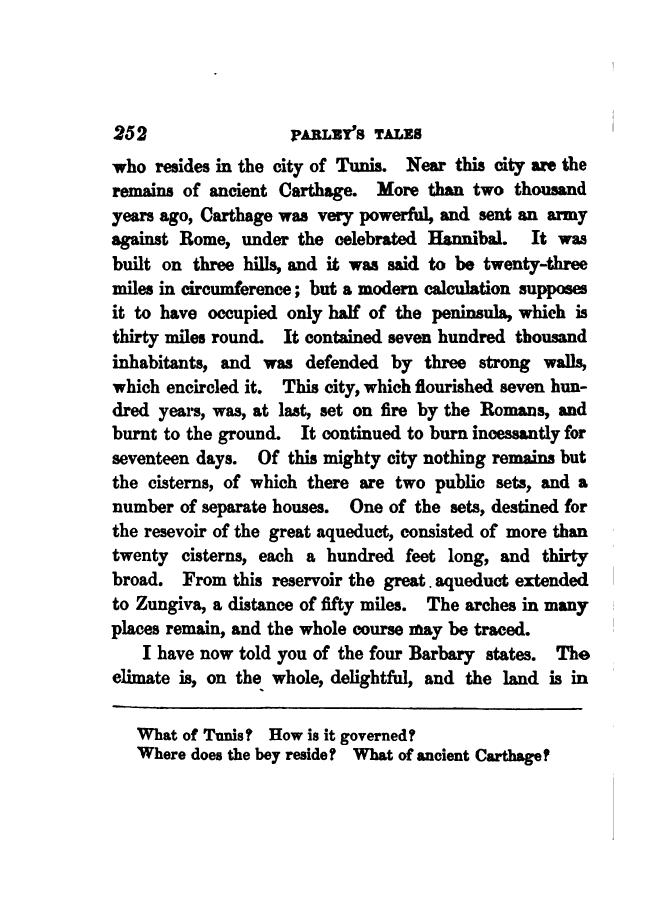 252 PARLEY'S TALES
who resides in the city of Tunis. Near this city are the
remains of ancient Carthage. More than two thousand
years ago, Carthage was very powerful, and sent an army
against Rome, under the celebrated Hannibal. It was
built on three hills, and it was said to be twenty-three
miles in circumference; but a modern calculation supposes
it to have occupied only half of the peninsula, which is
thirty miles round. It contained seven hundred thousand
inhabitants, and was defended by three strong walls,
which encircled it. This city, which flourished seven hun-
dred years, was, at last, set on fire by the Romans, and
burnt to the ground. It continued to burn incessantly for
seventeen days. Of this mighty city nothing remains but
the cisterns, of which there are two public sets, and a
number of separate houses. One of the sets, destined for
the resevoir of the great aqueduct, consisted of more than
twenty cisterns, each a hundred feet long, and thirty
broad. From this reservoir the great aqueduct extended
to Zungiva, a distance of fifty miles. The arches in many
places remain, and the whole course may be traced.
I have now told you of the four Barbary states. The
climate is, on the whole, delightful, and the land is in
What of Tunis? How is it governed?
Where does the bey reside? What of ancient Carthage?